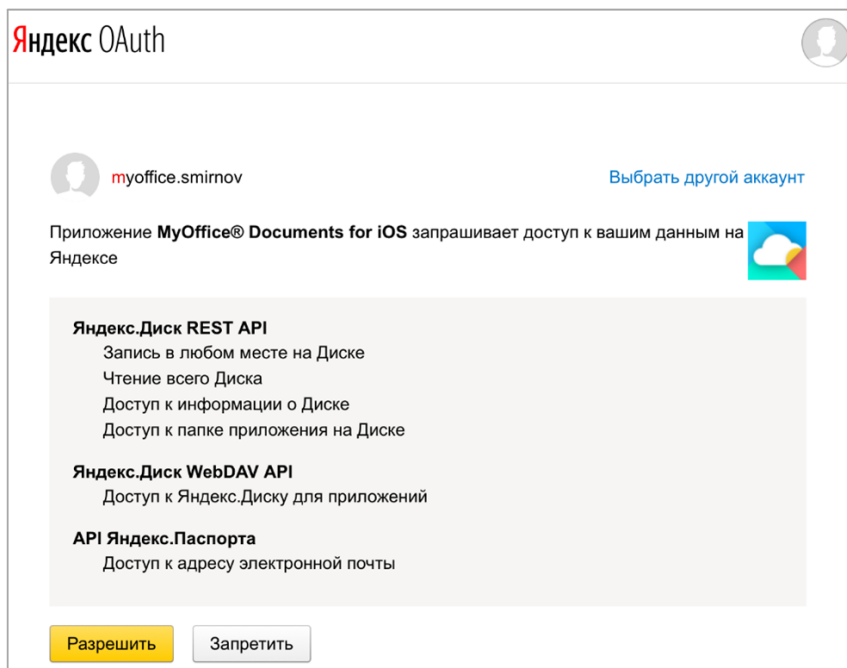 Яндекс OAuth
myoffice.smirnov
Выбрать другой аккаунт
Приложение MyOffice® Documents for iOS запрашивает доступ к вашим данным на
Яндексе
Яндекс.Диск REST API
Запись в любом месте на Диске
Чтение всего Диска
Доступ к информации о Диске
Доступ к папке приложения на Диске
Яндекс.Диск WebDAV API
Доступ к Яндекс.Диску для приложений
API Яндекс.Паспорта
Доступ к адресу электронной почты
Разрешить
Запретить